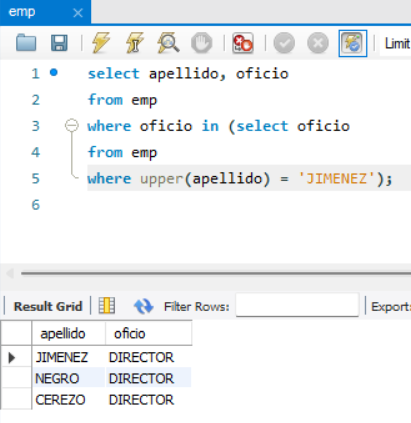 emp
Limit
1 select apellido, oficio
2 from emp
3 where oficio in (select oficio
4 from emp
5 where upper(apellido) = 'JIMENEZ');
6
Result Grid Filter Rows: Export:
apellido oficio
JIMENEZ DIRECTOR
NEGRO DIRECTOR
CEREZO DIRECTOR